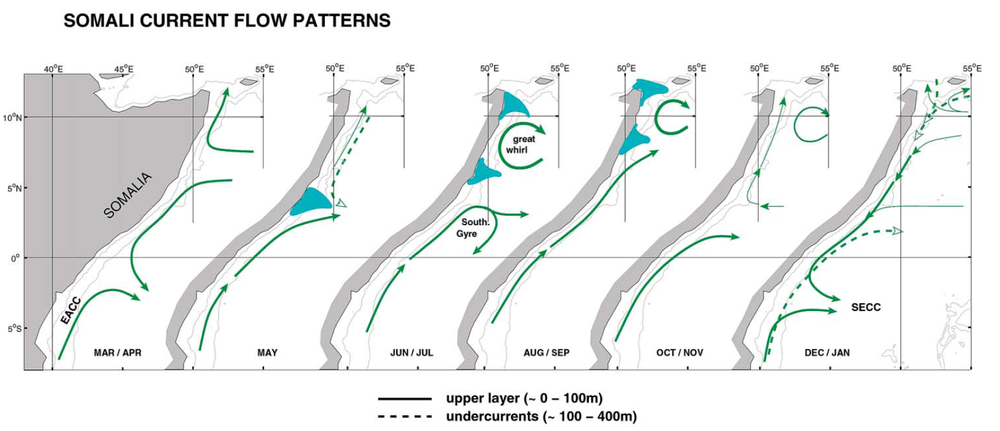 SOMALI CURRENT FLOW PATTERNS
40°E 45°E 50°E 55°E 50°E 55°E 50°E 55°E 50°E 55°E 50°E 55°E 50°E 55°E
10°N
5°N
0°
5°S
SOMALIA
EACC
great
whirl
South.
Gyre
SECC
MAR / APR MAY JUN / JUL AUG / SEP OCT / NOV DEC / JAN
upper layer (~ 0 – 100m)
undercurrents (~ 100 – 400m)